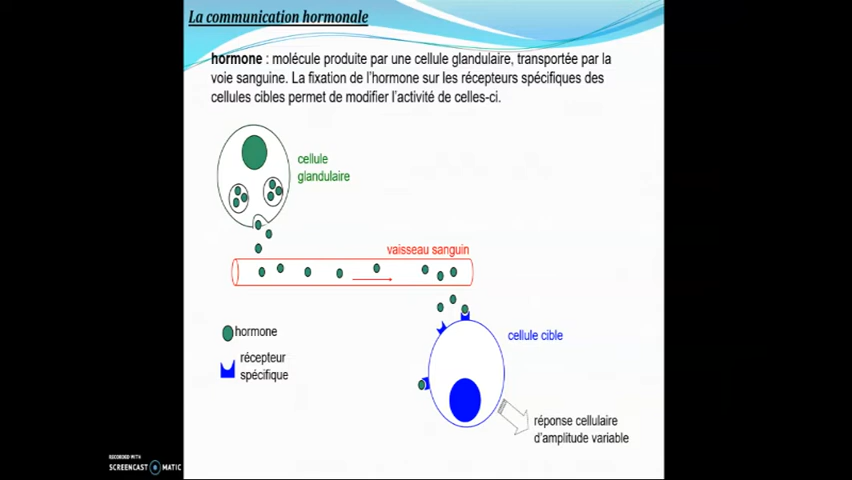 La communication hormonale
hormone : molécule produite par une cellule glandulaire, transportée par la
voie sanguine. La fixation de l'hormone sur les récepteurs spécifiques des
cellules cibles permet de modifier l'activité de celles-ci.
cellule
glandulaire
vaisseau sanguin
hormone
récepteur
spécifique
cellule cible
réponse cellulaire
d'amplitude variable
RECORDED WITH
SCREENCAST MATIC